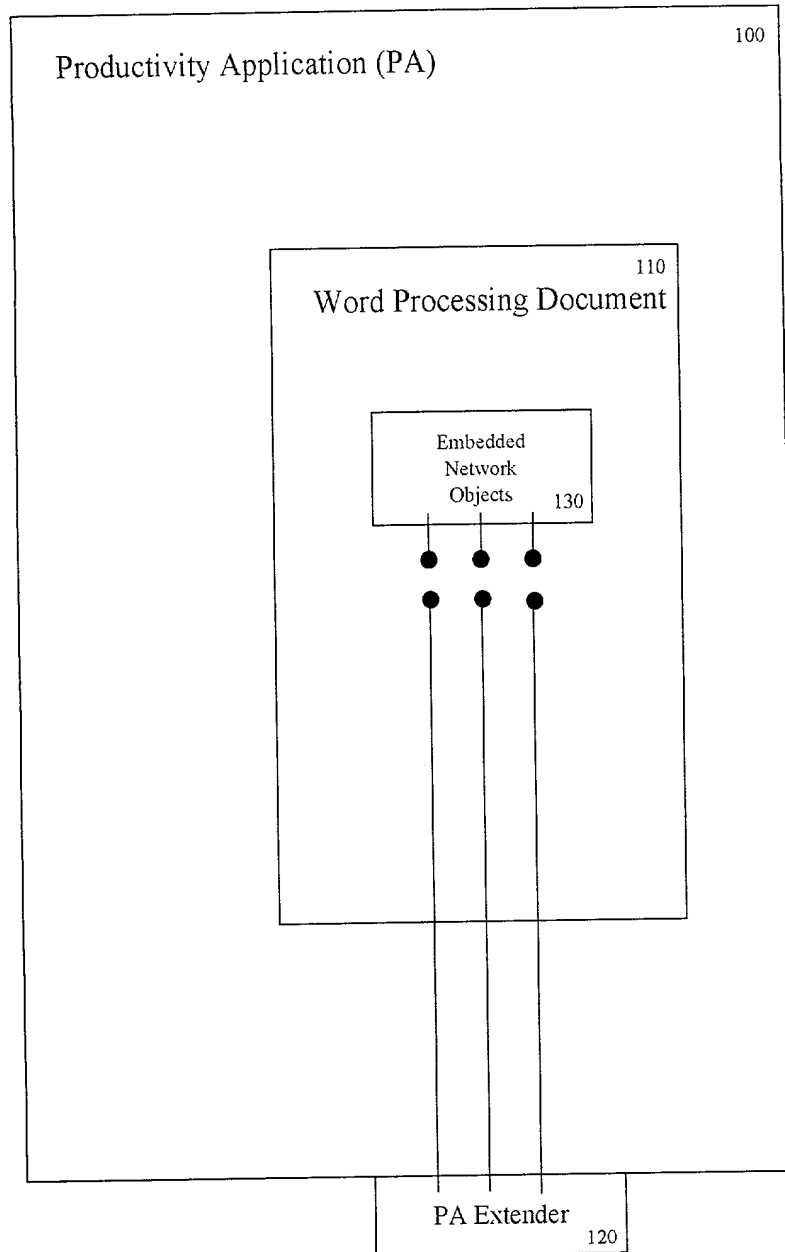 100
Productivity Application (PA)
110
Word Processing Document
Embedded
Network
Objects
130
PA Extender
120